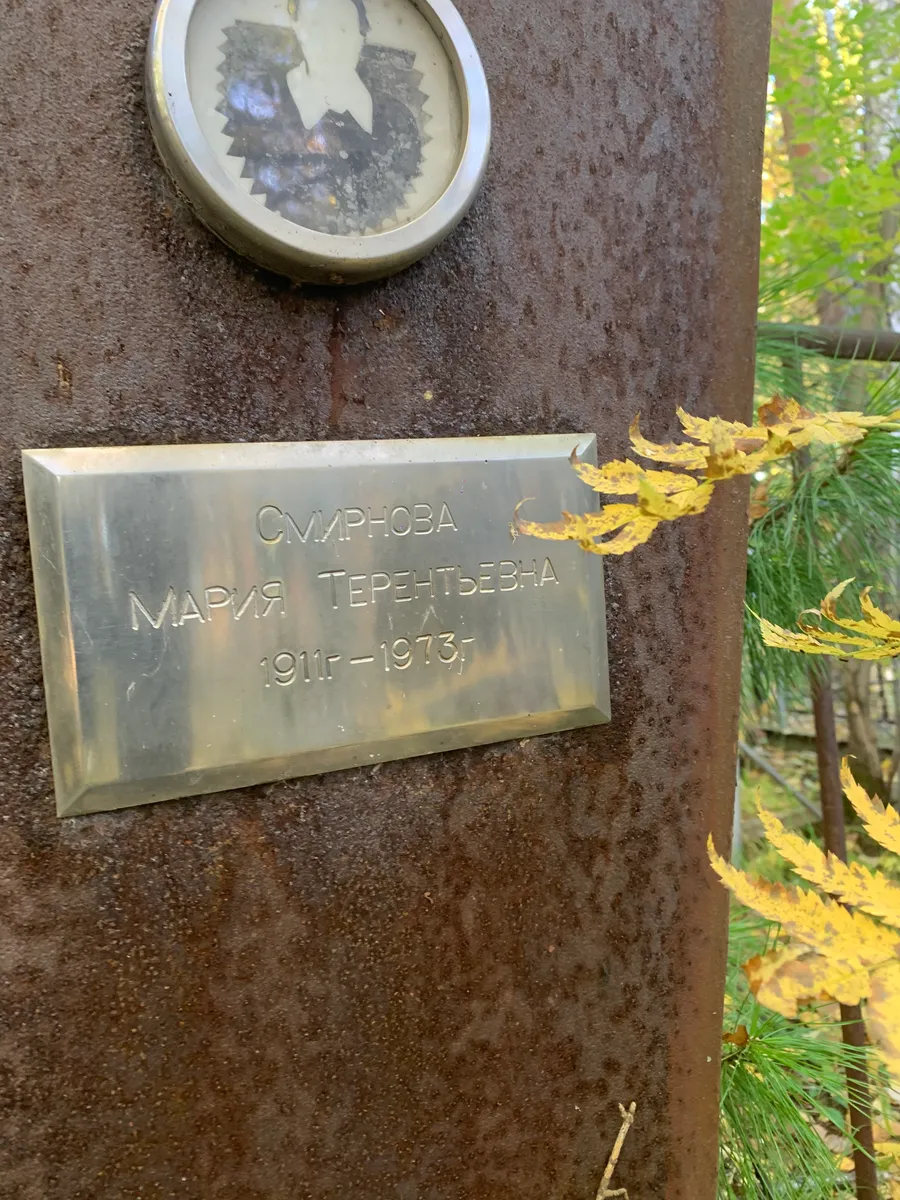 Смирнова
Мария Терентьевна
1911г – 1973г